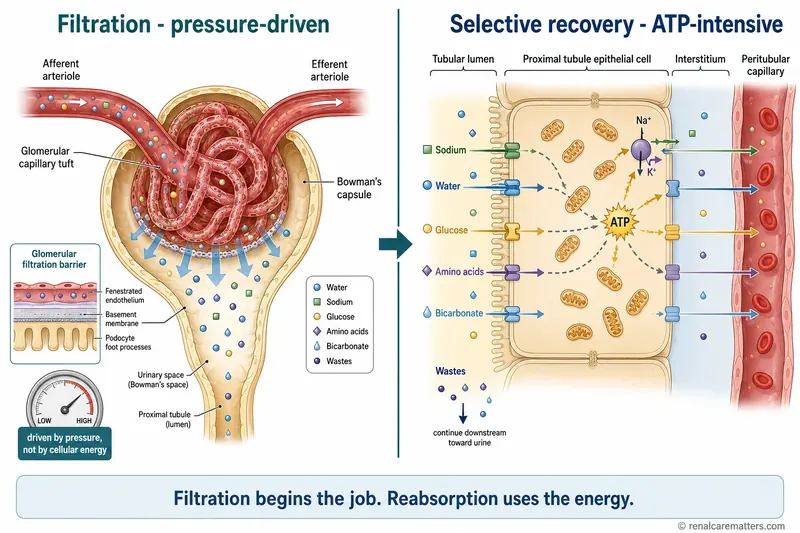 Filtration - pressure-driven
Afferent
arteriole
Efferent
arteriole
Glomerular
capillary tuft
Bowman's
capsule
Glomerular
filtration barrier
Fenestrated
endothelium
Basement
membrane
Podocyte
foot processes
Water
Sodium
Glucose
Amino acids
Bicarbonate
Wastes
Urinary space
(Bowman's space)
Proximal tubule
(lumen)
LOW
HIGH
driven by pressure,
not by cellular energy
Selective recovery - ATP-intensive
Tubular lumen
Proximal tubule epithelial cell
Interstitium
Peritubular
capillary
Na+
K+
Sodium
Water
Glucose
Amino acids
Bicarbonate
ATP
Wastes
continue downstream
toward urine
Filtration begins the job. Reabsorption uses the energy.
© renalcarematters.com